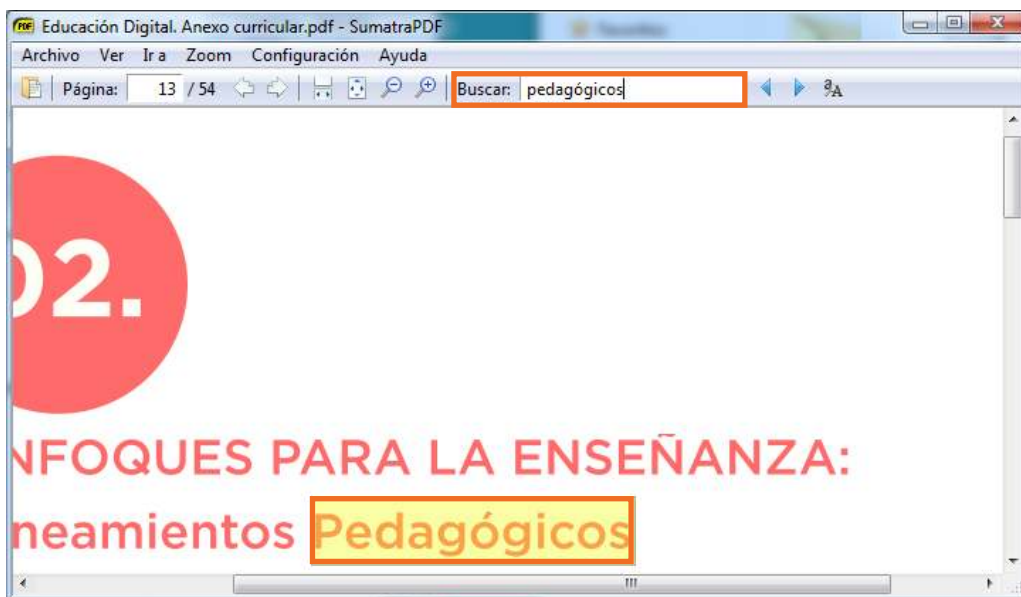 Educación Digital. Anexo curricular.pdf - SumatraPDF
Archivo Ver Ir a Zoom Configuración Ayuda
Página: 13 / 54 Buscar: pedagógicos
02.
NFOQUES PARA LA ENSEÑANZA:
neamientos Pedagógicos